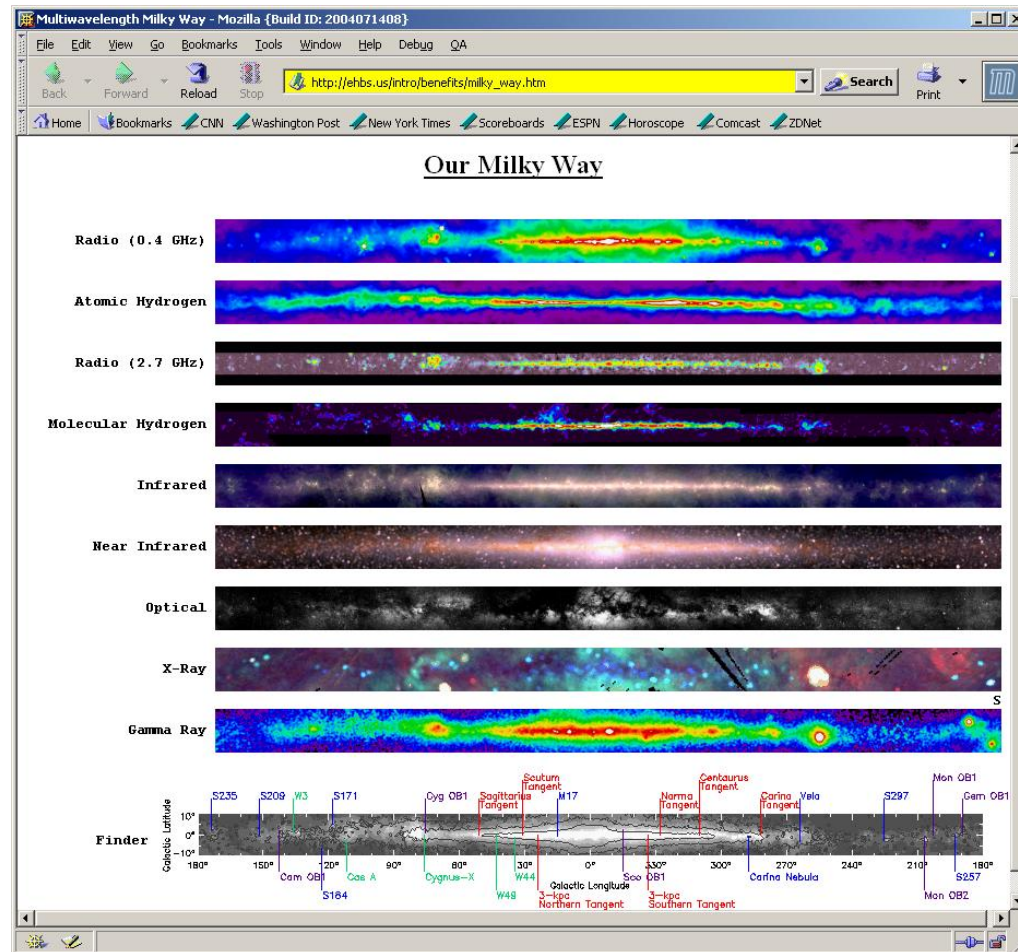 Multiwavelength Milky Way - Mozilla {Build ID: 2004071408}
File Edit View Go Bookmarks Tools Window Help Debug QA
Back Forward Reload Stop http://ehbs.us/intro/benefits/milky_way.htm Search Print
Home Bookmarks CNN Washington Post New York Times Scoreboards ESPN Horoscope Comcast ZDNet
Our Milky Way
Radio (0.4 GHz)
Atomic Hydrogen
Radio (2.7 GHz)
Molecular Hydrogen
Infrared
Near Infrared
Optical
X-Ray
S
Gamma Ray
Finder
Galactic Latitude
10°
0°
-10°
Scutum Tangent
Centaurus Tangent
Mon OB1
S235 S209 W3 S171 Cyg OB1 Sagittarius Tangent M17 Norma Tangent Carina Tangent Vela S297 Gem OB1
180° 150° 120° 90° 60° 30° 0° 330° 300° 270° 240° 210° 180°
Cam OB1 Cas A Cygnus-X W44 Sco OB1 Carina Nebula S257
Galactic Longitude
S184 W49 3-kpc Northern Tangent 3-kpc Southern Tangent Mon OB2